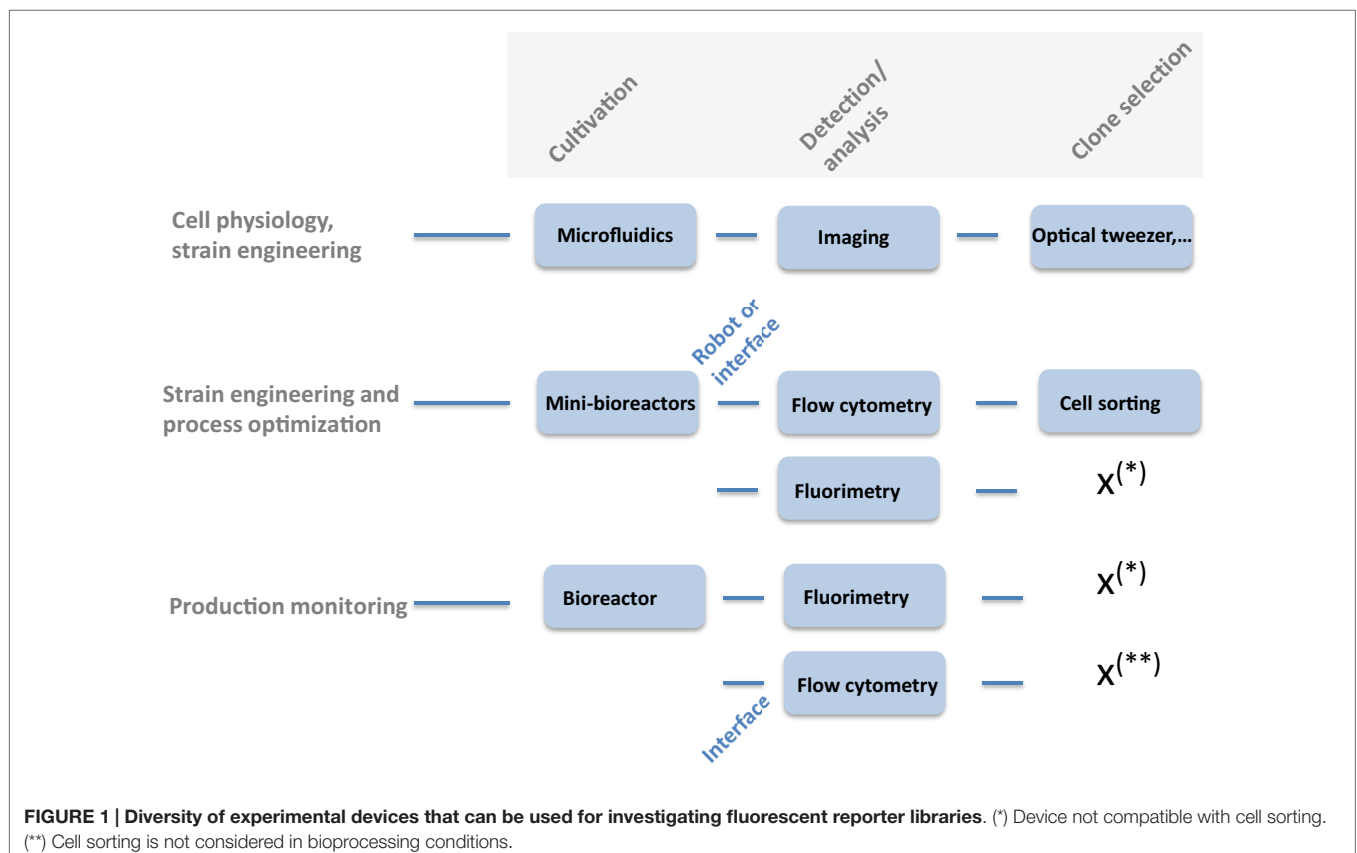 Cultivation
Detection/
analysis
Clone selection
Cell physiology,
strain engineering
Microfluidics
Imaging
Optical tweezer,...
Robot or
interface
Strain engineering and
process optimization
Mini-bioreactors
Flow cytometry
Cell sorting
Fluorimetry
X(*)
Production monitoring
Bioreactor
Fluorimetry
X(*)
Interface
Flow cytometry
X(**)
FIGURE 1 | Diversity of experimental devices that can be used for investigating fluorescent reporter libraries. (*) Device not compatible with cell sorting.
(**) Cell sorting is not considered in bioprocessing conditions.